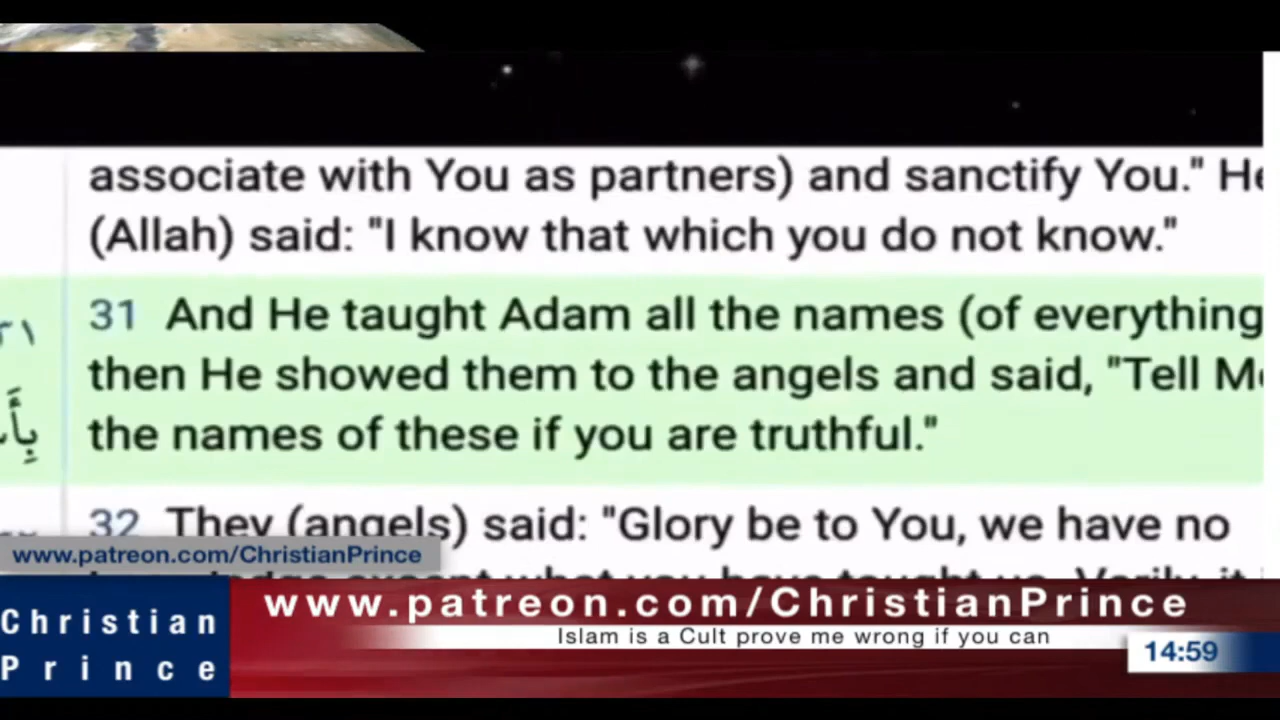 associate with You as partners) and sanctify You." He
(Allah) said: "I know that which you do not know."
31 And He taught Adam all the names (of everything
then He showed them to the angels and said, "Tell Me
the names of these if you are truthful."
32 They (angels) said: "Glory be to You, we have no
www.patreon.com/ChristianPrince
Christian
Prince
www.patreon.com/ChristianPrince
Islam is a Cult prove me wrong if you can
14:59